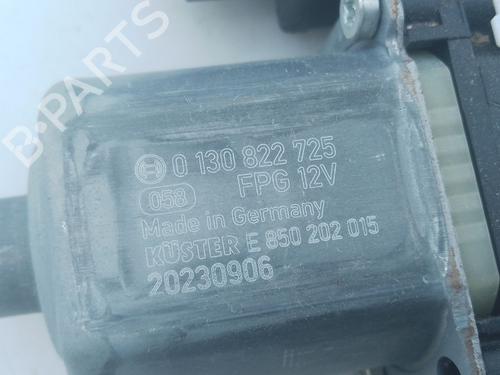 B-PARTS
0 130 822 725
058 FPG 12V
Made in Germany
KÜSTER E 850 202 015
20230906